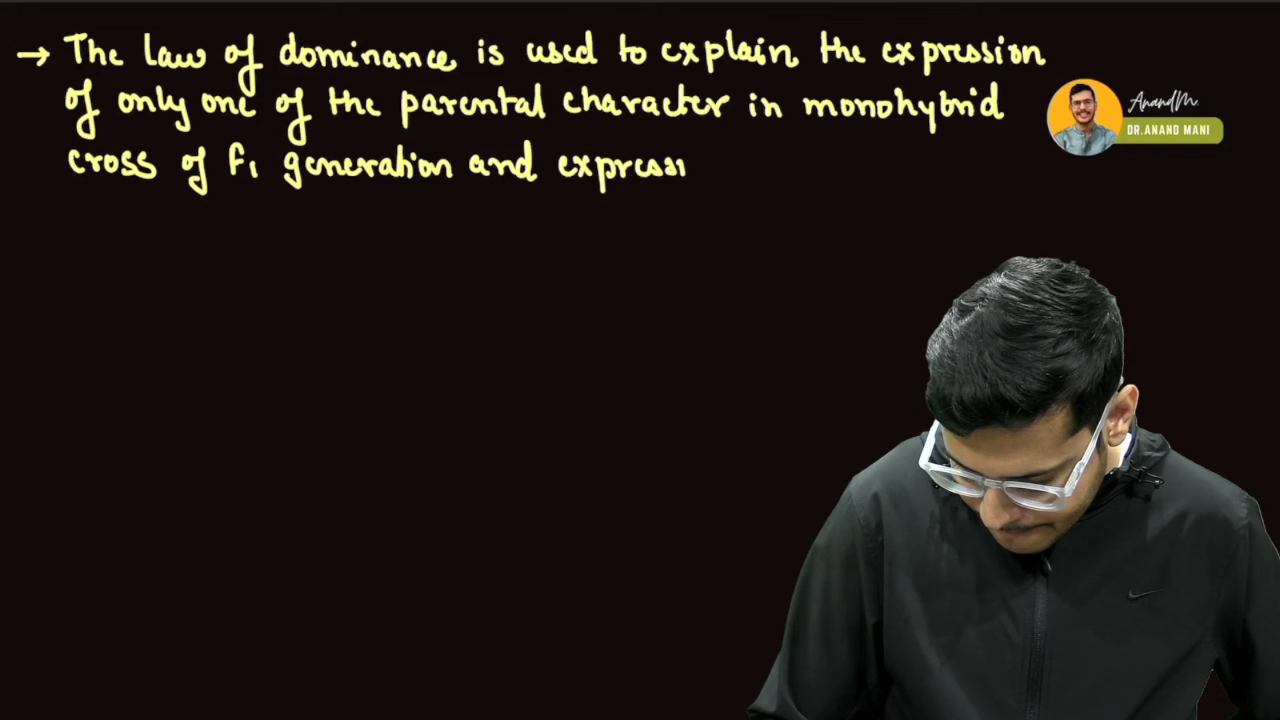 → The law of dominance is used to explain the expression
of only one of the parental character in monohybrid
cross of F1 generation and expressi
AnandM.
DR.ANAND MANI